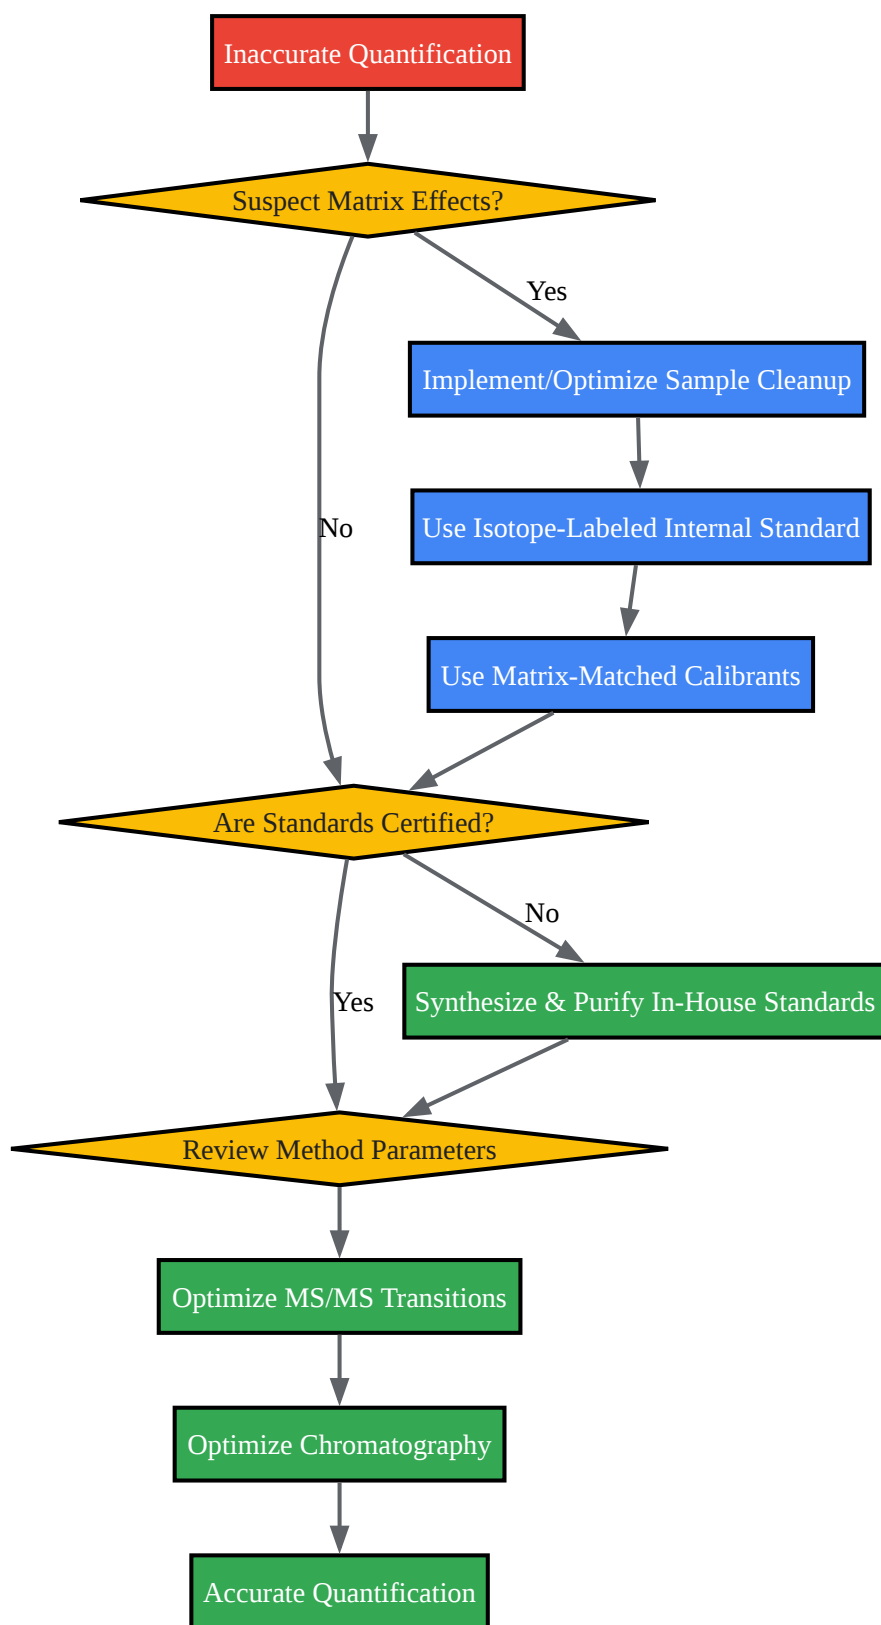 Inaccurate Quantification
Suspect Matrix Effects?
Yes
Implement/Optimize Sample Cleanup
Use Isotope-Labeled Internal Standard
No
Use Matrix-Matched Calibrants
Are Standards Certified?
No
Synthesize & Purify In-House Standards
Yes
Review Method Parameters
Optimize MS/MS Transitions
Optimize Chromatography
Accurate Quantification